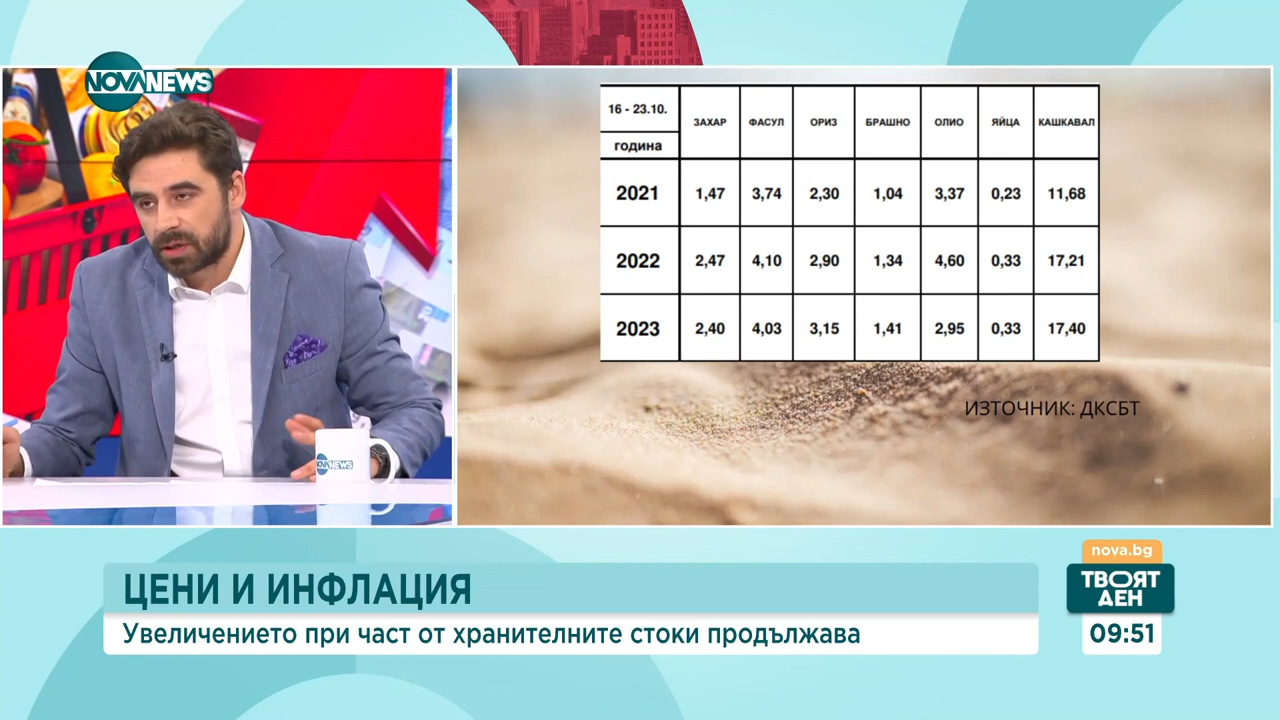 NOVANEWS
16 - 23.10.
година
ЗАХАР ФАСУЛ ОРИЗ БРАШНО ОЛИО ЯЙЦА КАШКАВАЛ
2021 1,47 3,74 2,30 1,04 3,37 0,23 11,68
2022 2,47 4,10 2,90 1,34 4,60 0,33 17,21
2023 2,40 4,03 3,15 1,41 2,95 0,33 17,40
ИЗТОЧНИК: ДКСБТ
NOVANEWS
ЦЕНИ И ИНФЛАЦИЯ
Увеличението при част от хранителните стоки продължава
nova.bg
ТВОЯТ
ДЕН
09:51